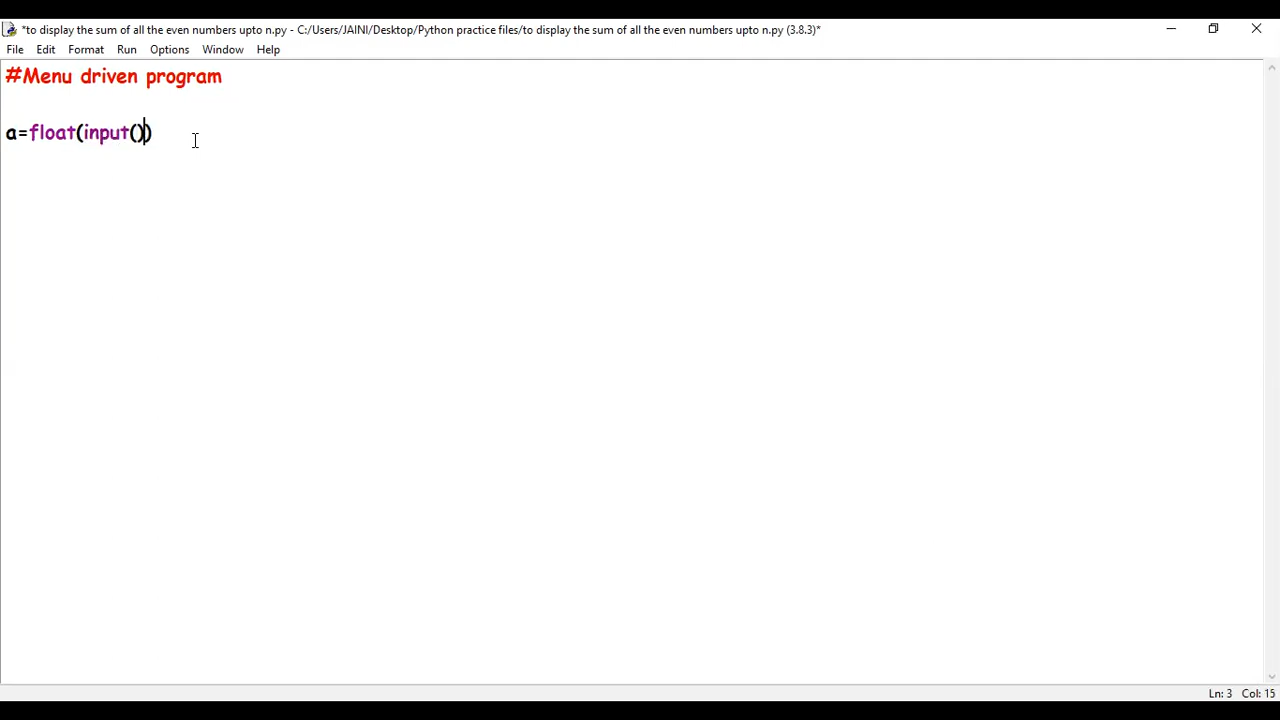 *to display the sum of all the even numbers upto n.py - C:/Users/JAINI/Desktop/Python practice files/to display the sum of all the even numbers upto n.py (3.8.3)*
File Edit Format Run Options Window Help
#Menu driven program
a=float(input())
Ln: 3 Col: 15